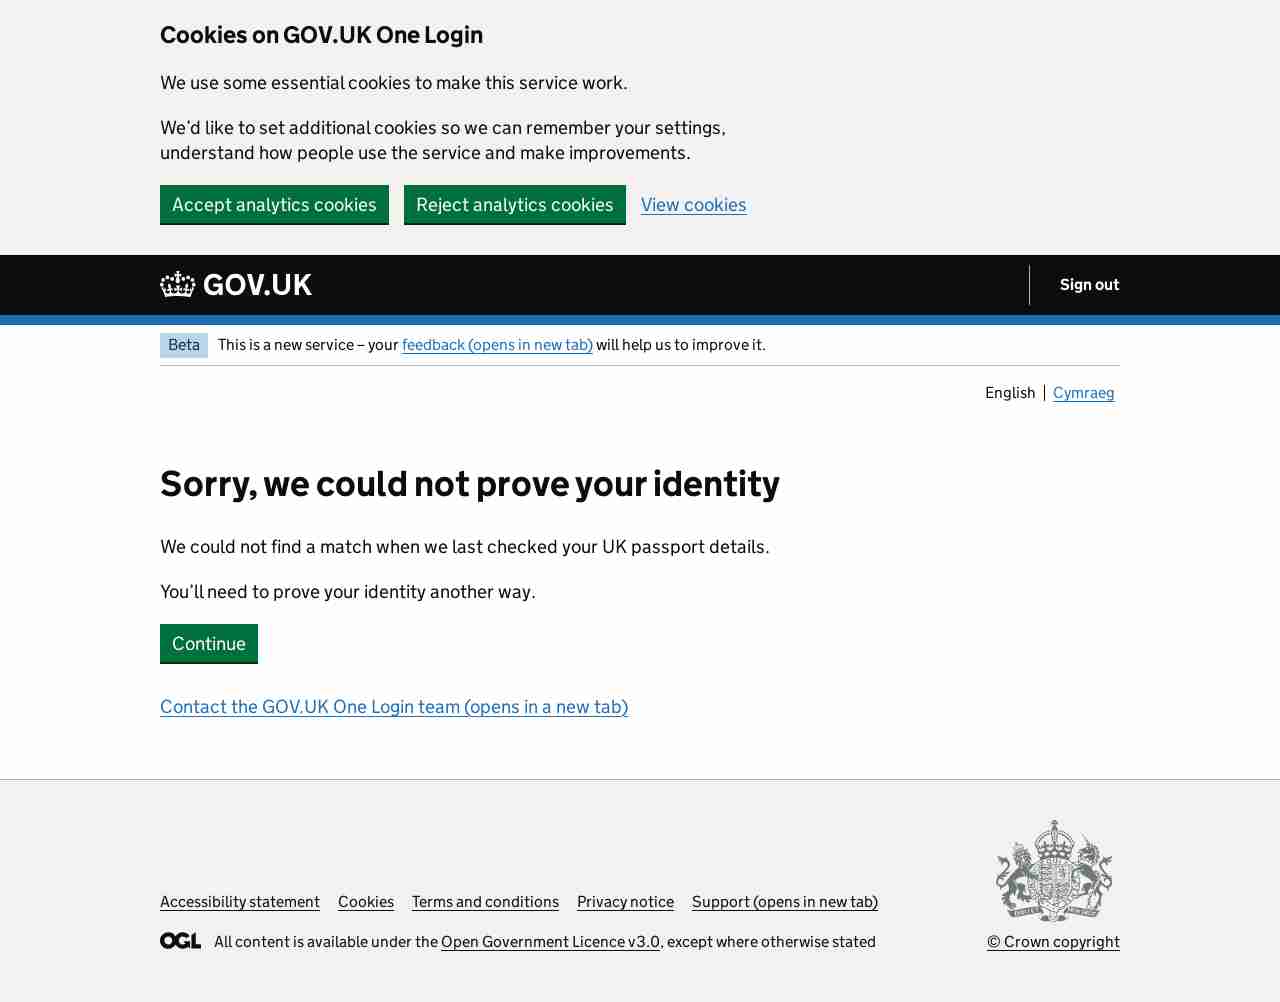 Cookies on GOV.UK One Login
We use some essential cookies to make this service work.
We’d like to set additional cookies so we can remember your settings,
understand how people use the service and make improvements.
Accept analytics cookies Reject analytics cookies View cookies
GOV.UK Sign out
Beta This is a new service – your feedback (opens in new tab) will help us to improve it.
English Cymraeg
Sorry, we could not prove your identity
We could not find a match when we last checked your UK passport details.
You’ll need to prove your identity another way.
Continue
Contact the GOV.UK One Login team (opens in a new tab)
Accessibility statement Cookies Terms and conditions Privacy notice Support (opens in new tab)
OGL All content is available under the Open Government Licence v3.0, except where otherwise stated
© Crown copyright